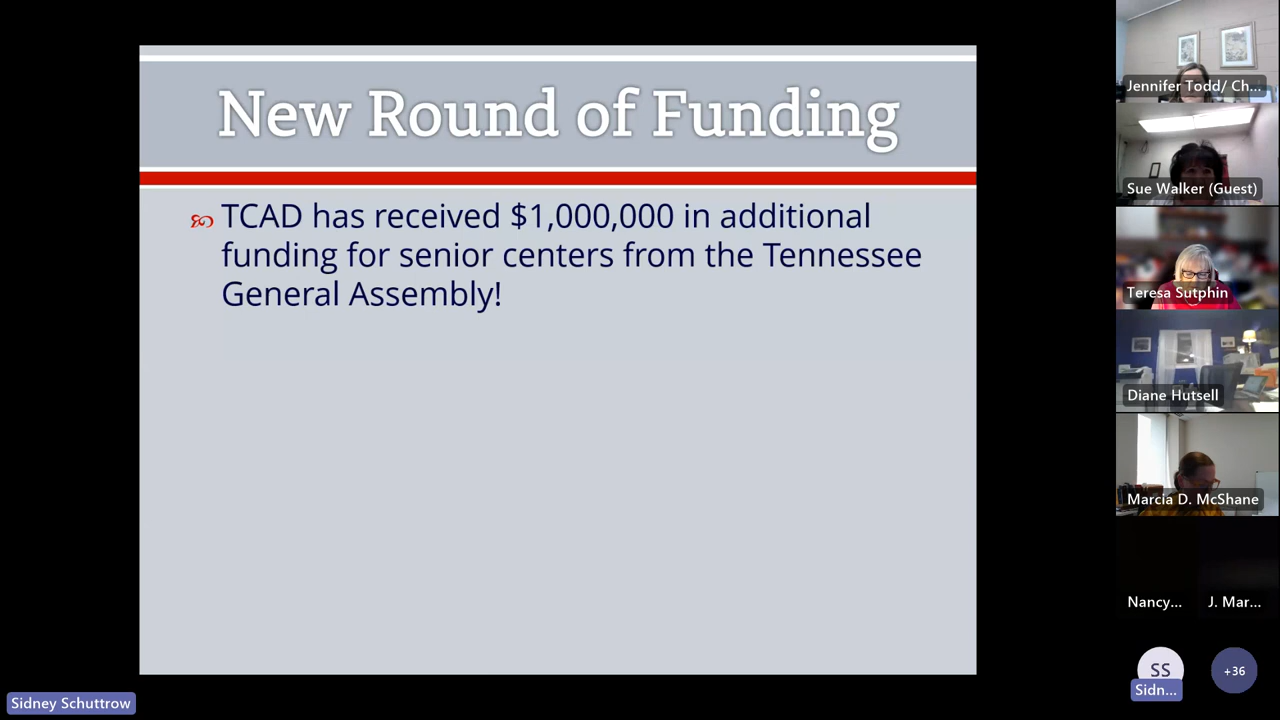 New Round of Funding
TCAD has received $1,000,000 in additional
funding for senior centers from the Tennessee
General Assembly!
Jennifer Todd/ Ch...
Sue Walker (Guest)
Teresa Sutphin
Diane Hutsell
Marcia D. McShane
Nancy... J. Mar...
SS +36
Sidn...
Sidney Schuttrow